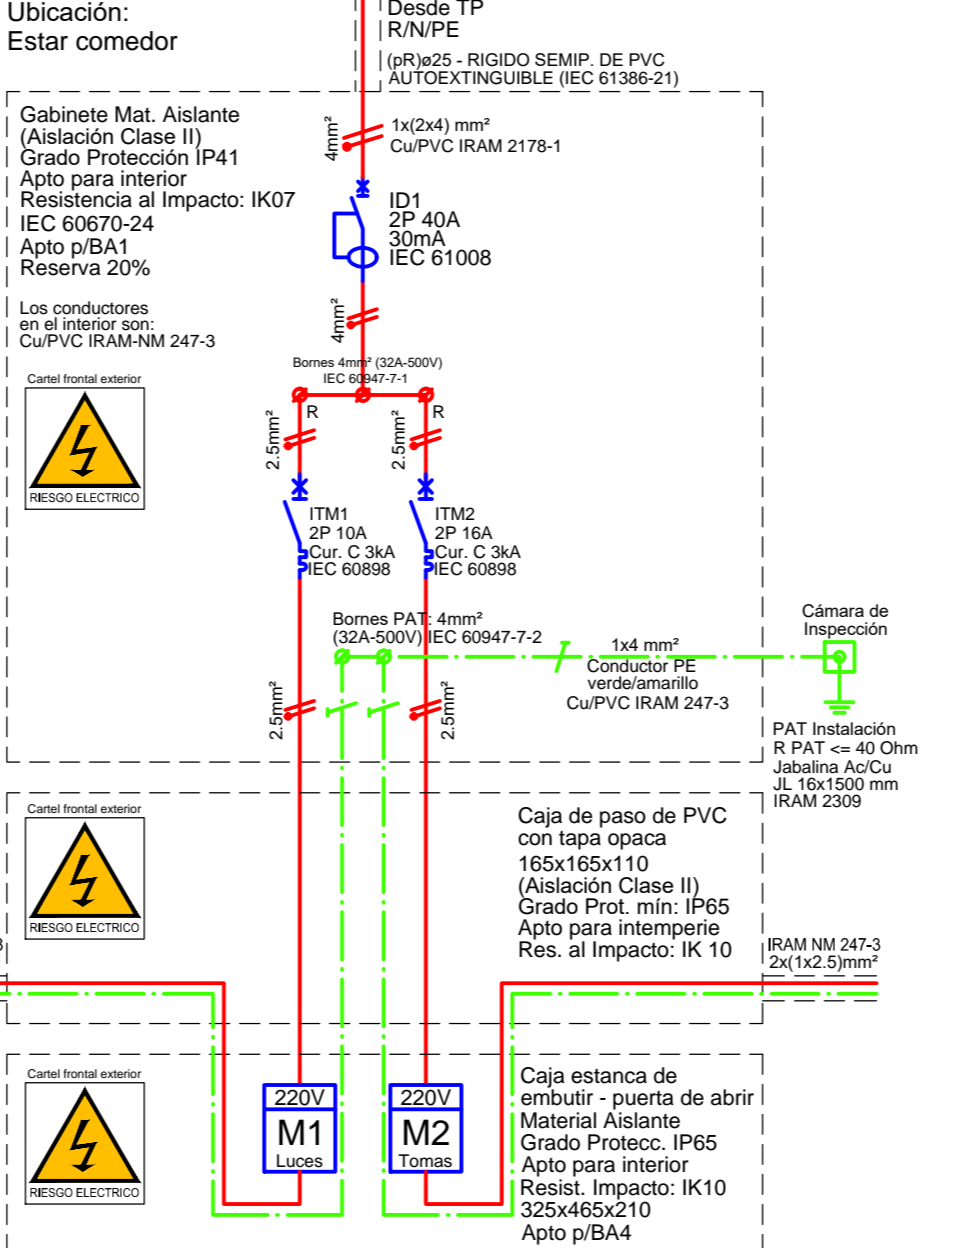 Ubicación:
Estar comedor
Desde TP
R/N/PE
(pR)ø25 - RIGIDO SEMIP. DE PVC
AUTOEXTINGUIBLE (IEC 61386-21)
Gabinete Mat. Aislante
(Aislación Clase II)
Grado Protección IP41
Apto para interior
Resistencia al Impacto: IK07
IEC 60670-24
Apto p/BA1
Reserva 20%
Los conductores
en el interior son:
Cu/PVC IRAM-NM 247-3
4mm²
1x(2x4) mm²
Cu/PVC IRAM 2178-1
ID1
2P 40A
30mA
IEC 61008
4mm²
Bornes 4mm² (32A-500V)
IEC 60947-7-1
Cartel frontal exterior
RIESGO ELECTRICO
R
R
2.5mm²
2.5mm²
ITM1
2P 10A
Cur. C 3kA
IEC 60898
ITM2
2P 16A
Cur. C 3kA
IEC 60898
Bornes PAT: 4mm²
(32A-500V) IEC 60947-7-2
1x4 mm²
Conductor PE
verde/amarillo
Cu/PVC IRAM 247-3
Cámara de
Inspección
PAT Instalación
R PAT <= 40 Ohm
Jabalina Ac/Cu
JL 16x1500 mm
IRAM 2309
2.5mm²
2.5mm²
Cartel frontal exterior
RIESGO ELECTRICO
Caja de paso de PVC
con tapa opaca
165x165x110
(Aislación Clase II)
Grado Prot. mín: IP65
Apto para intemperie
Res. al Impacto: IK 10
3
IRAM NM 247-3
2x(1x2.5)mm²
Cartel frontal exterior
RIESGO ELECTRICO
220V
M1
Luces
220V
M2
Tomas
Caja estanca de
embutir - puerta de abrir
Material Aislante
Grado Protecc. IP65
Apto para interior
Resist. Impacto: IK10
325x465x210
Apto p/BA4